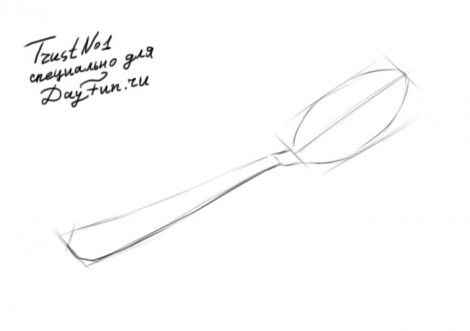 TrustNo1
специально для
DayFun.ru